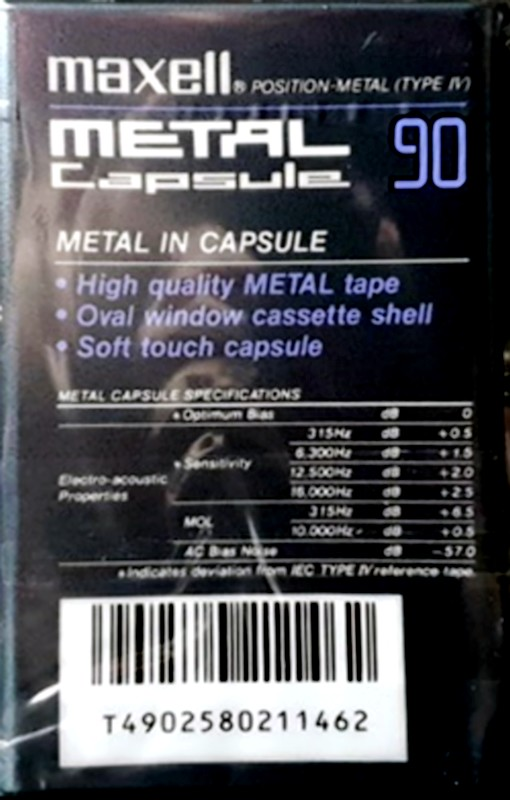 maxell® POSITION-METAL (TYPE IV)
METAL 90
Capsule
METAL IN CAPSULE
• High quality METAL tape
• Oval window cassette shell
• Soft touch capsule
METAL CAPSULE SPECIFICATIONS
Electro-acoustic Properties
*Optimum Bias dB 0
*Sensitivity 315Hz dB +0.5
6,300Hz dB +1.5
12,500Hz dB +2.0
16,000Hz dB +2.5
MOL 315Hz dB +6.5
10,000Hz dB +0.5
AC Bias Noise dB -57.0
*Indicates deviation from IEC TYPE IV reference tape.
T4902580211462